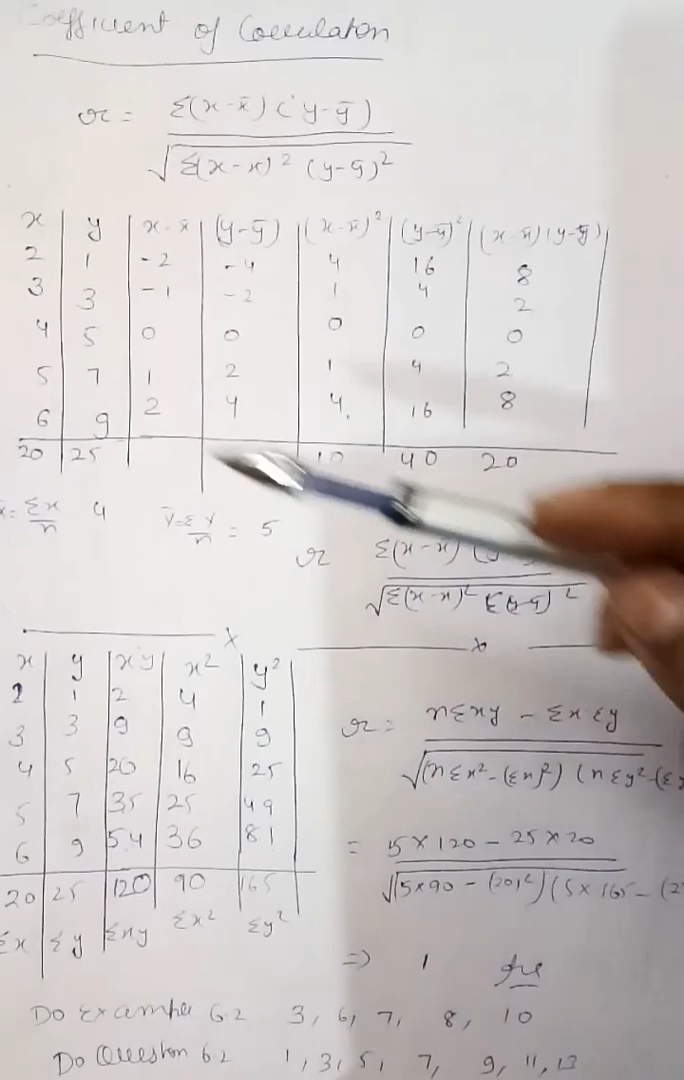 Coefficient of Correlation
r = Σ(x-x̄)(y-ȳ)
√Σ(x-x̄)² (y-ȳ)²
x y x-x̄ (y-ȳ) (x-x̄)² (y-ȳ)² (x-x̄)(y-ȳ)
2 1 -2 -4 4 16 8
3 3 -1 -2 1 4 2
4 5 0 0 0 0 0
5 7 1 2 1 4 2
6 9 2 4 4 16 8
20 25 10 40 20
x̄ = Σx/n 4 ȳ = Σy/n = 5
r Σ(x-x̄)
√Σ(x-x̄)² Σ(y-ȳ)²
x y xy x² y²
2 1 2 4 1
3 3 9 9 9
4 5 20 16 25
5 7 35 25 49
6 9 54 36 81
20 25 120 90 165
Σx Σy Σxy Σx² Σy²
r = nΣxy - Σx Σy
√(nΣx² - (Σx)²) (nΣy²) - (Σ
= 5×120 - 25×20
√(5×90 - (20)²) (5×165 - (2
⇒ 1
Do Example 6.2 3, 6, 7, 8, 10
Do Question 6.2 1, 3, 5, 7, 9, 11, 13